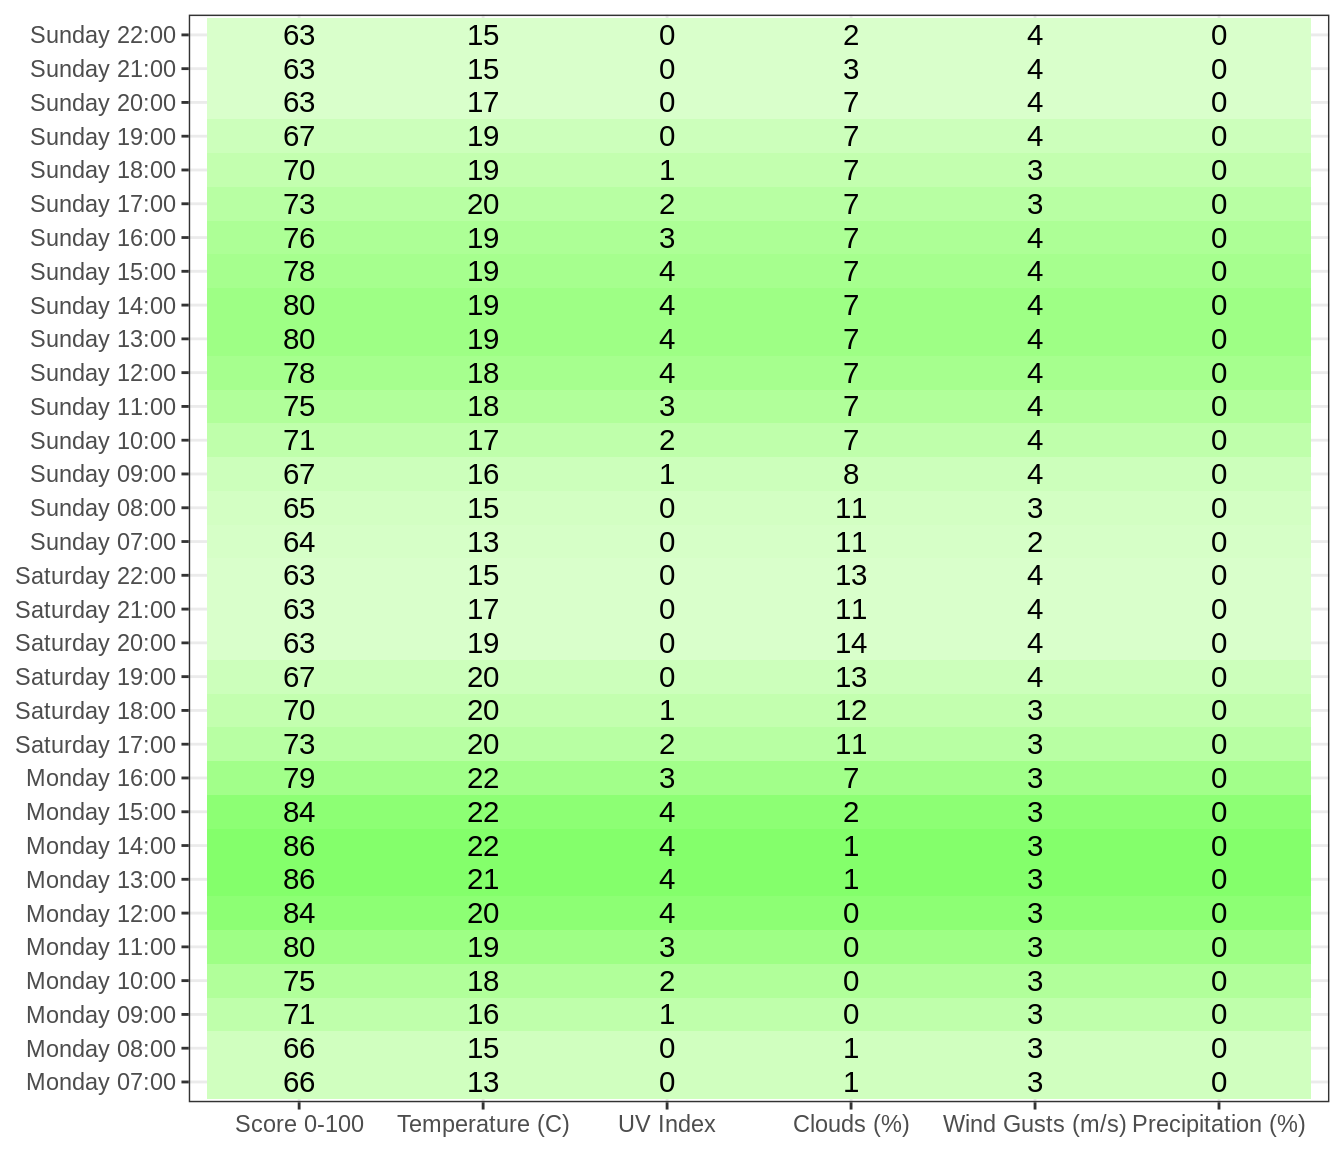 Sunday 22:00 63 15 0 2 4 0
Sunday 21:00 63 15 0 3 4 0
Sunday 20:00 63 17 0 7 4 0
Sunday 19:00 67 19 0 7 4 0
Sunday 18:00 70 19 1 7 3 0
Sunday 17:00 73 20 2 7 3 0
Sunday 16:00 76 19 3 7 4 0
Sunday 15:00 78 19 4 7 4 0
Sunday 14:00 80 19 4 7 4 0
Sunday 13:00 80 19 4 7 4 0
Sunday 12:00 78 18 4 7 4 0
Sunday 11:00 75 18 3 7 4 0
Sunday 10:00 71 17 2 7 4 0
Sunday 09:00 67 16 1 8 4 0
Sunday 08:00 65 15 0 11 3 0
Sunday 07:00 64 13 0 11 2 0
Saturday 22:00 63 15 0 13 4 0
Saturday 21:00 63 17 0 11 4 0
Saturday 20:00 63 19 0 14 4 0
Saturday 19:00 67 20 0 13 4 0
Saturday 18:00 70 20 1 12 3 0
Saturday 17:00 73 20 2 11 3 0
Monday 16:00 79 22 3 7 3 0
Monday 15:00 84 22 4 2 3 0
Monday 14:00 86 22 4 1 3 0
Monday 13:00 86 21 4 1 3 0
Monday 12:00 84 20 4 0 3 0
Monday 11:00 80 19 3 0 3 0
Monday 10:00 75 18 2 0 3 0
Monday 09:00 71 16 1 0 3 0
Monday 08:00 66 15 0 1 3 0
Monday 07:00 66 13 0 1 3 0
Score 0-100 Temperature (C) UV Index Clouds (%) Wind Gusts (m/s) Precipitation (%)